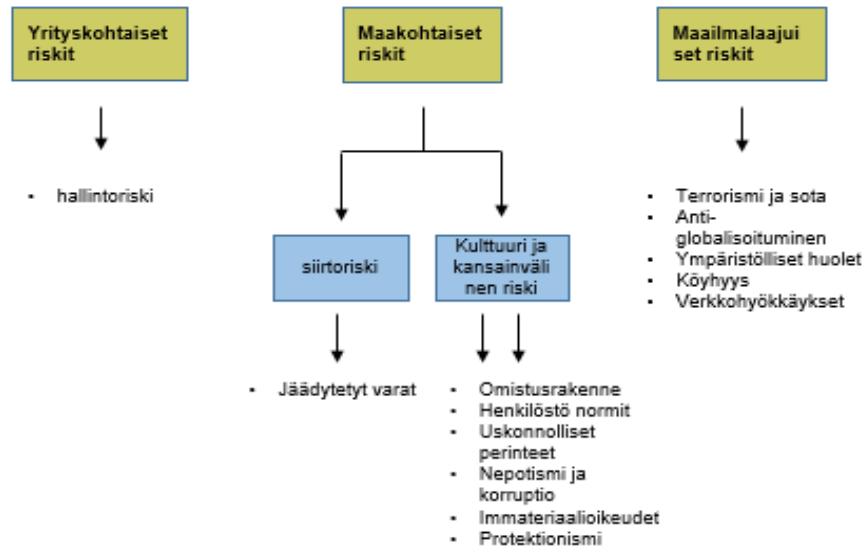 Yrityskohtaiset
riskit
Maakohtaiset
riskit
Maailmalaajui
set riskit
▪ hallintoriski
▪ Terrorismi ja sota
▪ Anti-
globalisoituminen
▪ Ympäristölliset huolet
▪ Köyhyys
▪ Verkkohyökkäykset
siirtoriski
Kulttuuri ja
kansainväli
nen riski
▪ Jäädytetyt varat
▪ Omistusrakenne
▪ Henkilöstö normit
▪ Uskonnolliset
perinteet
▪ Nepotismi ja
korruptio
▪ Immateriaalioikeudet
▪ Protektionismi